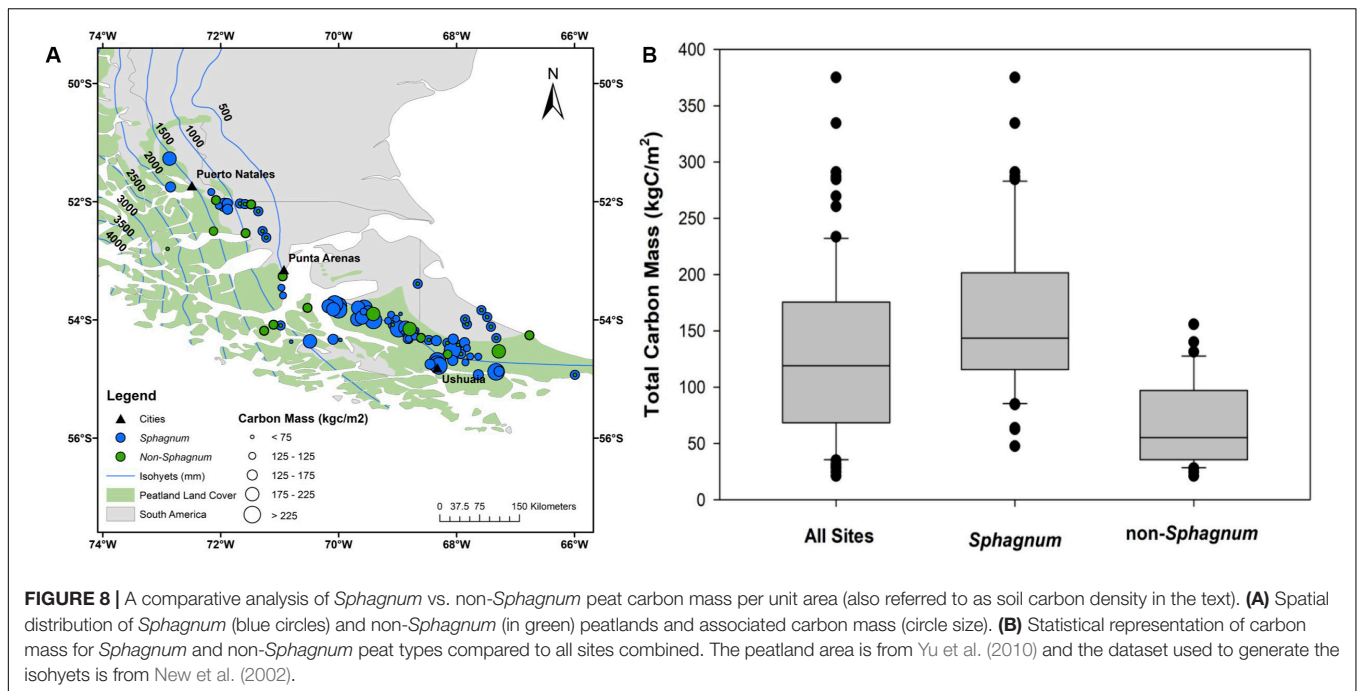 A
74°W 72°W 70°W 68°W 66°W
50°S
52°S
54°S
56°S
50°S
52°S
54°S
56°S
N
500
1000
1500
2000
2500
3000
3500
4000
Puerto Natales
Punta Arenas
Ushuaia
Legend
Cities
Sphagnum
Non-Sphagnum
Isohyets (mm)
Peatland Land Cover
South America
Carbon Mass (kgc/m2)
< 75
125 - 125
125 - 175
175 - 225
> 225
0 37.5 75 150 Kilometers
74°W 72°W 70°W 68°W 66°W
B
Total Carbon Mass (kgC/m²)
400
350
300
250
200
150
100
50
0
All Sites Sphagnum non-Sphagnum
FIGURE 8 | A comparative analysis of Sphagnum vs. non-Sphagnum peat carbon mass per unit area (also referred to as soil carbon density in the text). (A) Spatial
distribution of Sphagnum (blue circles) and non-Sphagnum (in green) peatlands and associated carbon mass (circle size). (B) Statistical representation of carbon
mass for Sphagnum and non-Sphagnum peat types compared to all sites combined. The peatland area is from Yu et al. (2010) and the dataset used to generate the
isohyets is from New et al. (2002).